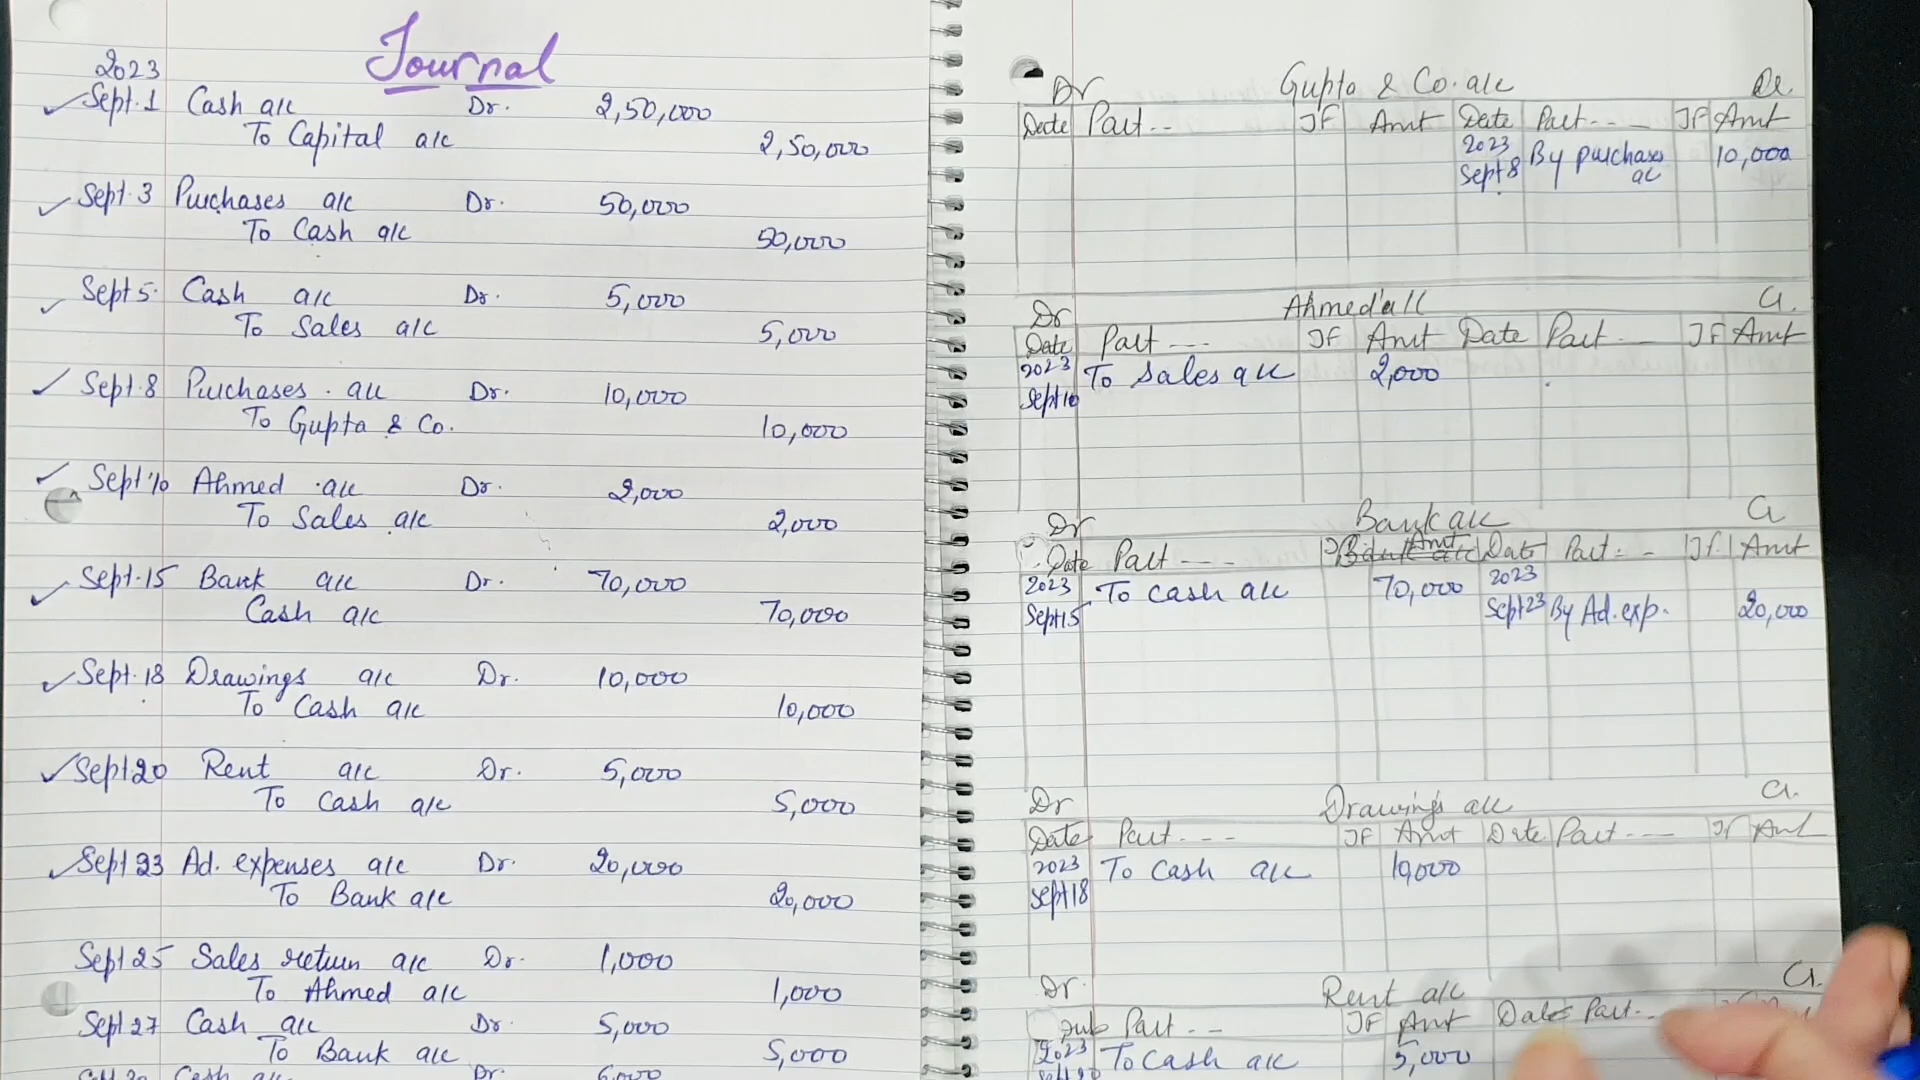 Journal
2023
Sept. 1 Cash a/c Dr. 2,50,000
To Capital a/c 2,50,000
Sept. 3 Purchases a/c Dr. 50,000
To Cash a/c 50,000
Sept 5 Cash a/c Dr. 5,000
To Sales a/c 5,000
Sept. 8 Purchases a/c Dr. 10,000
To Gupta & Co. 10,000
Sept 10 Ahmed a/c Dr. 2,000
To Sales a/c 2,000
Sept. 15 Bank a/c Dr. 70,000
Cash a/c 70,000
Sept. 18 Drawings a/c Dr. 10,000
To Cash a/c 10,000
Sept 20 Rent a/c Dr. 5,000
To Cash a/c 5,000
Sept 23 Ad. expenses a/c Dr. 20,000
To Bank a/c 20,000
Sept 25 Sales return a/c Dr. 1,000
To Ahmed a/c 1,000
Sept 27 Cash a/c Dr. 5,000
To Bank a/c 5,000
Cash a/c Dr.
Dr Gupta & Co. a/c
Date Part.. JF Amt Date Part... JF Amt
2023
Sept 8 By purchases a/c 10,000
Dr Ahmed a/c Cr.
Date Part... JF Amt Date Part... JF Amt
2023
Sept 10 To Sales a/c 2,000
Dr Bank a/c Cr
Date Part... Amt Date Part... J.F. Amt
2023 To Cash a/c 70,000 2023
Sept 15 Sept 23 By Ad. exp. 20,000
Dr Drawings a/c Cr.
Date Part... JF Amt Date Part... JF Amt
2023 To Cash a/c 10,000
Sept 18
Dr. Rent a/c Cr.
Part.. JF Amt Date Part..
2023 To Cash a/c 5,000